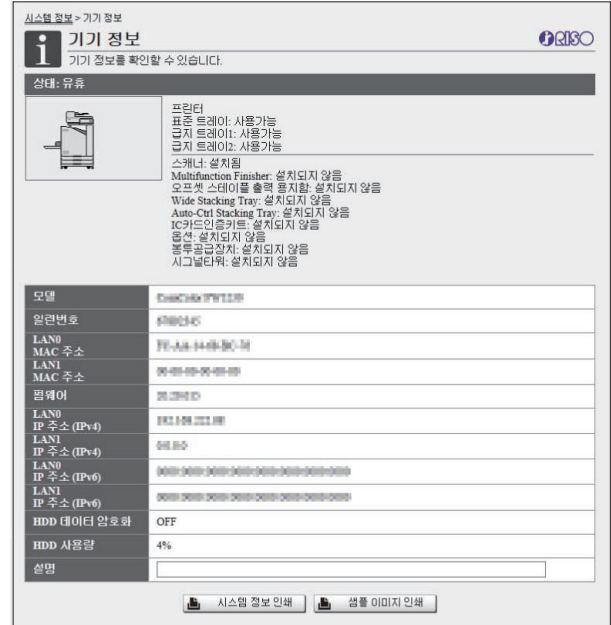 시스템 정보 > 기기 정보
기기 정보
RISO
기기 정보를 확인할 수 있습니다.
상태: 유휴
프린터
표준 트레이: 사용가능
급지 트레이1: 사용가능
급지 트레이2: 사용가능
스캐너: 설치됨
Multifunction Finisher: 설치되지 않음
오프셋 스테이플 출력 용지함: 설치되지 않음
Wide Stacking Tray: 설치되지 않음
Auto-Ctrl Stacking Tray: 설치되지 않음
IC카드인증키트: 설치되지 않음
옵션: 설치되지 않음
봉투공급장치: 설치되지 않음
시그널타워: 설치되지 않음
모델
일련번호
LAN0
MAC 주소
LAN1
MAC 주소
펌웨어
LAN0
IP 주소 (IPv4)
LAN1
IP 주소 (IPv4)
LAN0
IP 주소 (IPv6)
LAN1
IP 주소 (IPv6)
HDD 데이터 암호화 OFF
HDD 사용량 4%
설명
시스템 정보 인쇄 샘플 이미지 인쇄